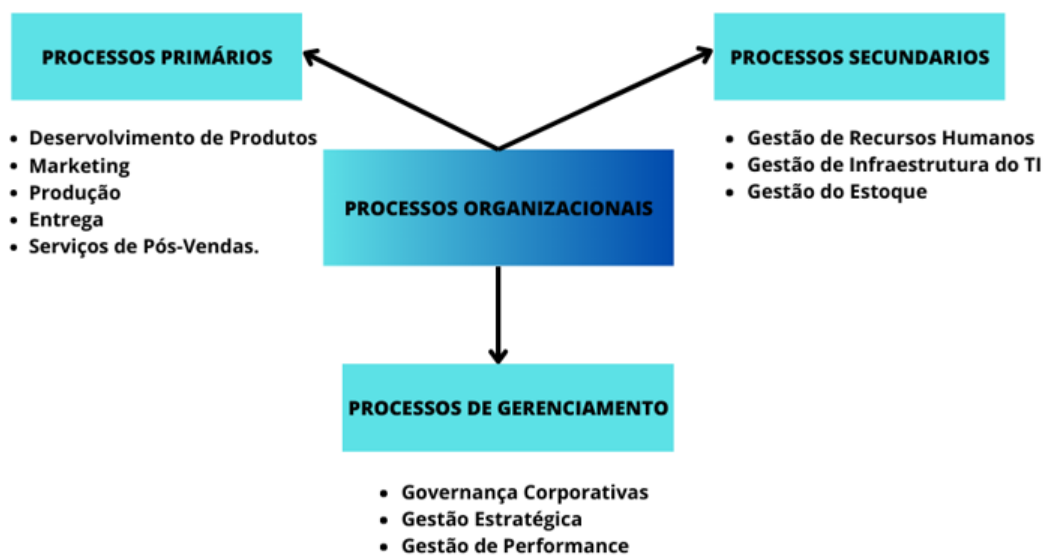 PROCESSOS PRIMÁRIOS
• Deservolvimento de Produtos
• Marketing
• Produção
• Entrega
• Serviços de Pós-Vendas.
PROCESSOS SECUNDARIOS
• Gestão de Recursos Humanos
• Gestão de Infraestrutura do TI
• Gestão do Estoque
PROCESSOS ORGANIZACIONAIS
PROCESSOS DE GERENCIAMENTO
• Governança Corporativas
• Gestão Estratégica
• Gestão de Performance